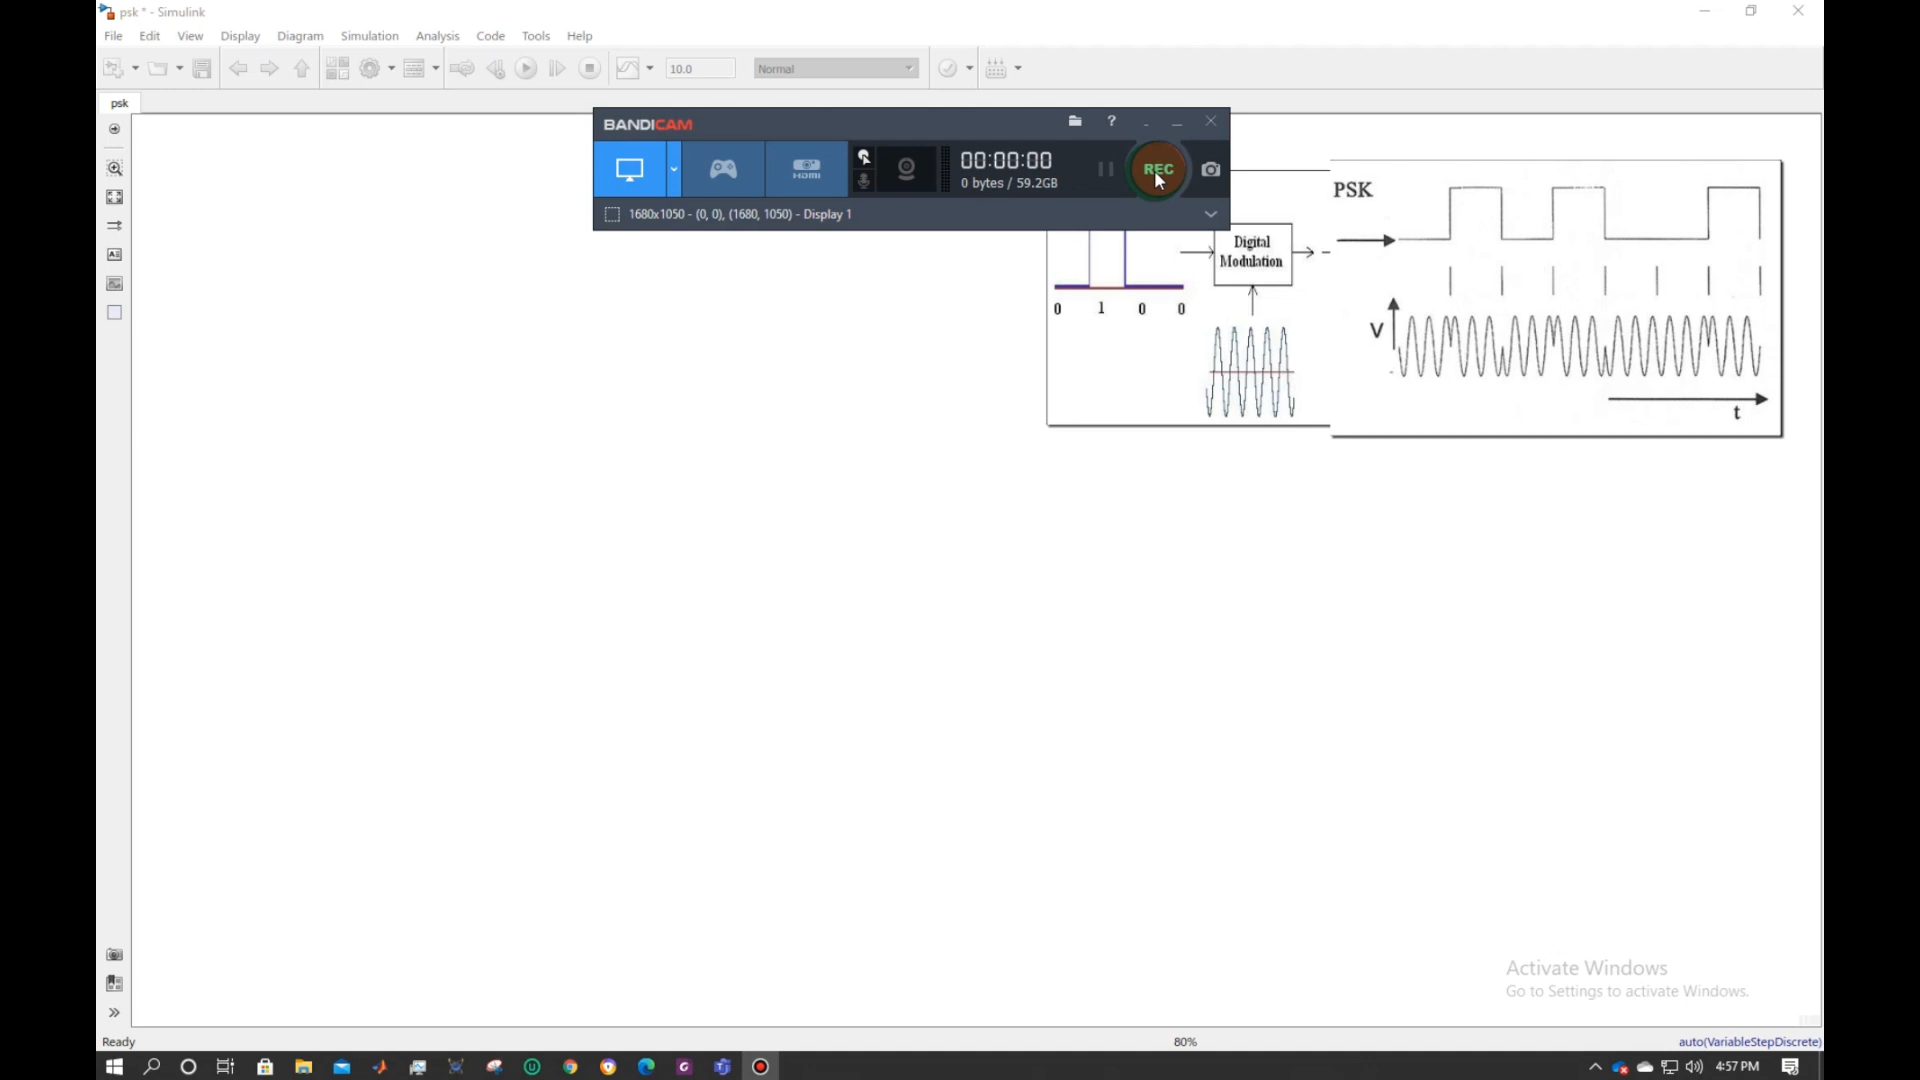 psk * - Simulink
File Edit View Display Diagram Simulation Analysis Code Tools Help
10.0 Normal
psk
BANDICAM
?
HDMI
00:00:00
0 bytes / 59.2GB
REC
1680x1050 - (0, 0), (1680, 1050) - Display 1
PSK
Digital
Modulation
0 1 0 0
V
t
Activate Windows
Go to Settings to activate Windows.
Ready
80%
auto(VariableStepDiscrete)
4:57 PM